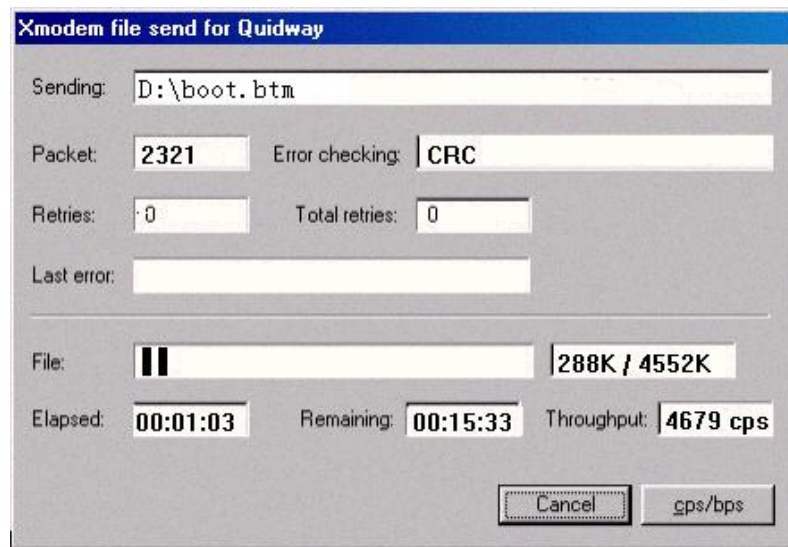 Xmodem file send for Quidway
Sending: D:\boot.btm
Packet: 2321 Error checking: CRC
Retries: 0 Total retries: 0
Last error:
File: 288K / 4552K
Elapsed: 00:01:03 Remaining: 00:15:33 Throughput: 4679 cps
Cancel cps/bps